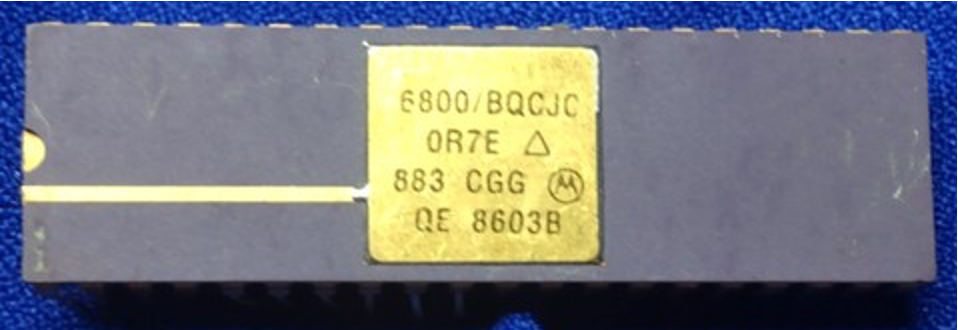 6800/BQCJC
0R7E △
883 CGG Ⓜ
QE 8603B